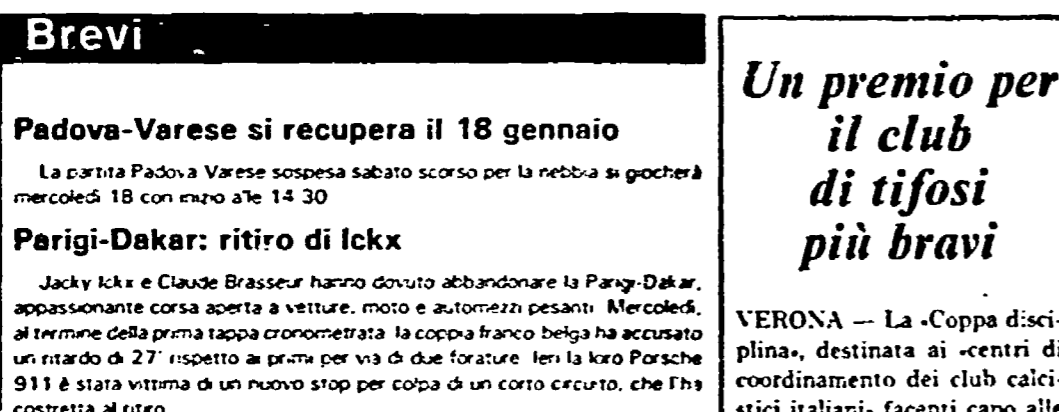 Brevi
Padova-Varese si recupera il 18 gennaio
La partita Padova Varese sospesa sabato scorso per la nebbia si giocherà
mercoledì 18 con inizio alle 14 30
Parigi-Dakar: ritiro di Ickx
Jacky Ickx e Claude Brasseur hanno dovuto abbandonare la Parigi-Dakar,
appassionante corsa aperta a vetture, moto e automezzi pesanti Mercoledì,
al termine della prima tappa cronometrata la coppia franco belga ha accusato
un ritardo di 27' rispetto ai primi per via di due forature Ieri la loro Porsche
911 è stata vittima di un nuovo stop per colpa di un corto circuito, che l'ha
costretta al ritiro
Un premio per
il club
di tifosi
più bravi
VERONA — La «Coppa disci-
plina», destinata ai «centri di
coordinamento dei club calci-
stici italiani» facenti capo alle